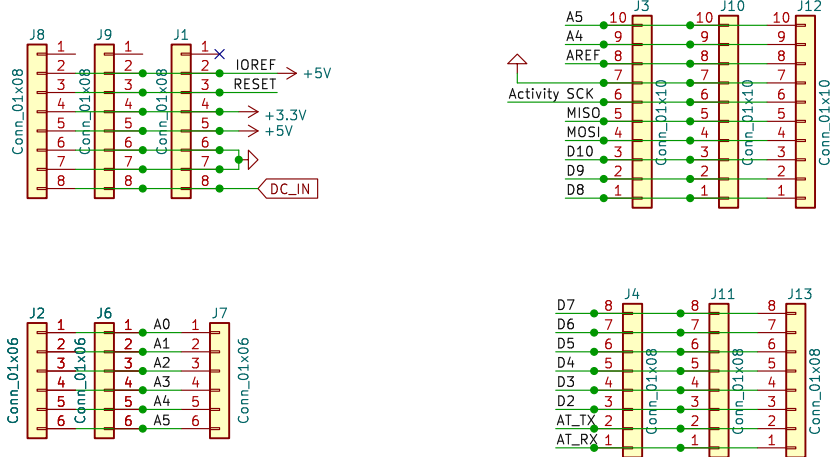 J8 J9 J1
1 1 1
2 2 2 IOREF +5V
3 3 3 RESET
4 4 4 +3.3V
5 5 5 +5V
6 6 6
7 7 7
8 8 8 DC_IN
Conn_01x08 Conn_01x08 Conn_01x08
J3 J10 J12
A5 10 10 10
A4 9 9 9
AREF 8 8 8
7 7 7
Activity SCK 6 6 6
MISO 5 5 5
MOSI 4 4 4
D10 3 3 3
D9 2 2 2
D8 1 1 1
Conn_01x10 Conn_01x10 Conn_01x10
J2 J6 J7
1 1 A0 1
2 2 A1 2
3 3 A2 3
4 4 A3 4
5 5 A4 5
6 6 A5 6
Conn_01x06 Conn_01x06 Conn_01x06
J4 J11 J13
D7 8 8 8
D6 7 7 7
D5 6 6 6
D4 5 5 5
D3 4 4 4
D2 3 3 3
AT_TX 2 2 2
AT_RX 1 1 1
Conn_01x08 Conn_01x08 Conn_01x08